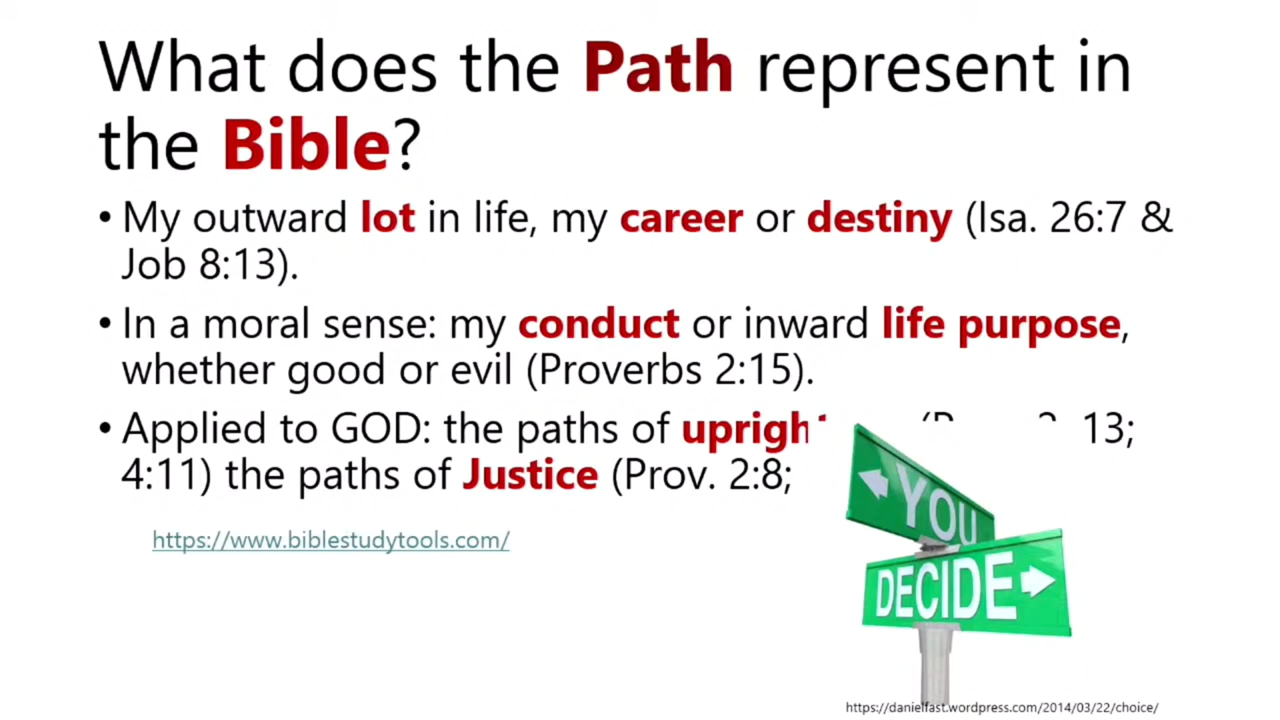 What does the Path represent in
the Bible?
• My outward lot in life, my career or destiny (Isa. 26:7 &
Job 8:13).
• In a moral sense: my conduct or inward life purpose,
whether good or evil (Proverbs 2:15).
• Applied to GOD: the paths of 13;
4:11) the paths of Justice (Prov. 2:8;
https://www.biblestudytools.com/
YOU
DECIDE
https://danielfast.wordpress.com/2014/03/22/choice/